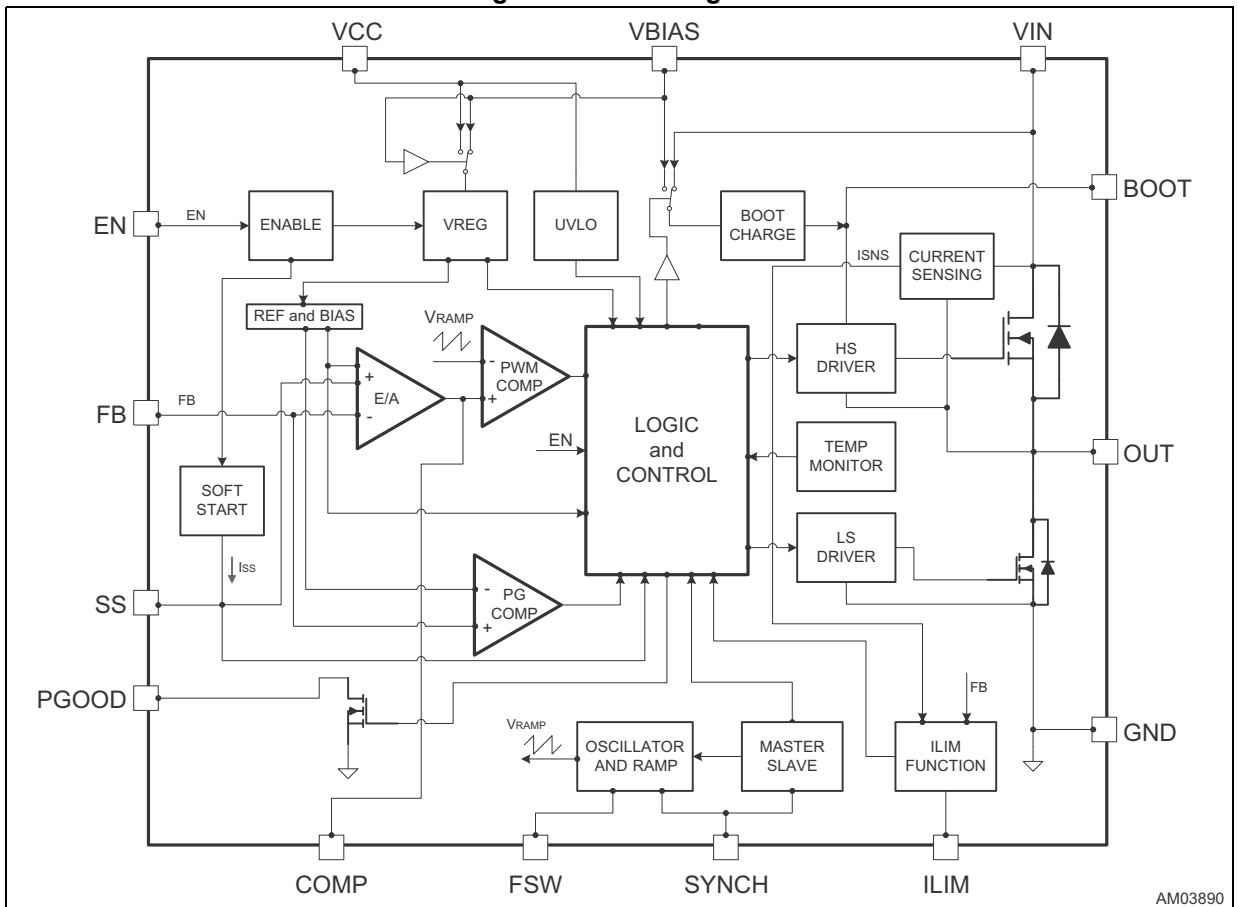 VCC
VBIAS
VIN
BOOT
EN
EN
ENABLE
VREG
UVLO
BOOT
CHARGE
ISNS
CURRENT
SENSING
REF and BIAS
VRAMP
-
PWM
COMP
+
+
E/A
-
FB
FB
LOGIC
and
CONTROL
HS
DRIVER
EN
TEMP
MONITOR
OUT
SOFT
START
LS
DRIVER
ISS
SS
-
PG
COMP
+
PGOOD
FB
VRAMP
OSCILLATOR
AND RAMP
MASTER
SLAVE
ILIM
FUNCTION
GND
COMP
FSW
SYNCH
ILIM
AM03890